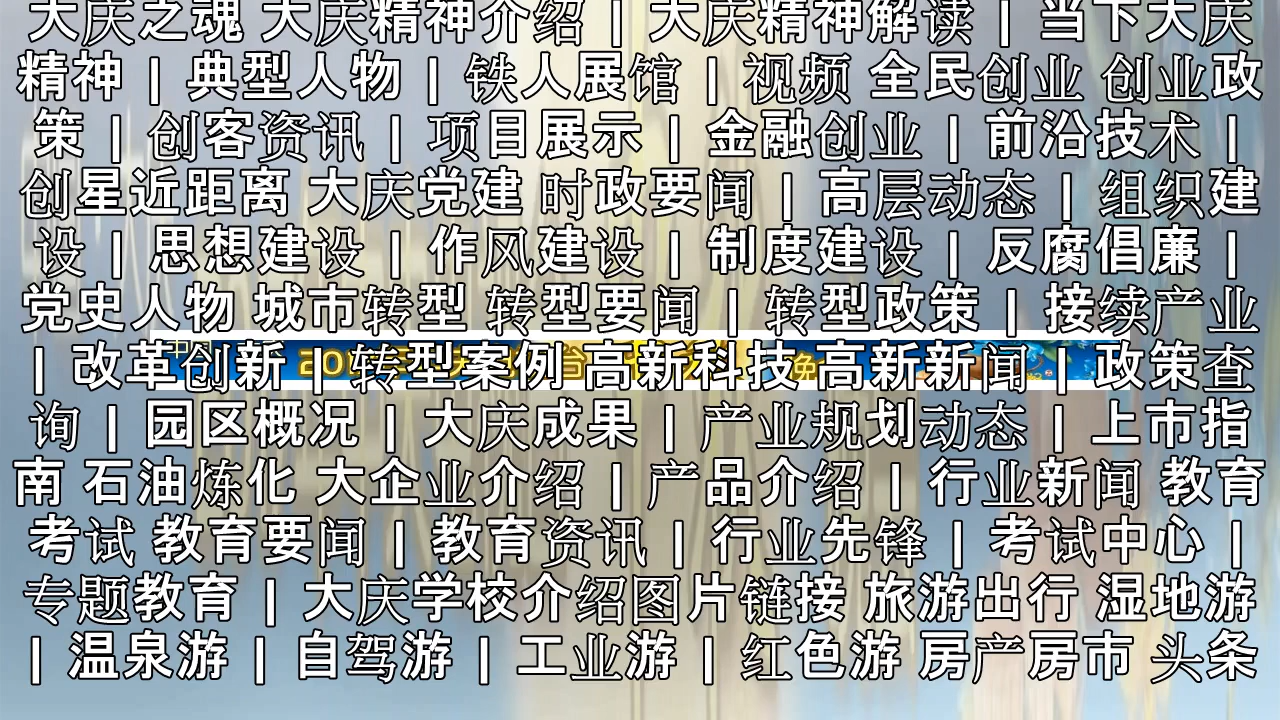 大庆之魂 大庆精神介绍 | 大庆精神解读 | 当下大庆
精神 | 典型人物 | 铁人展馆 | 视频 全民创业 创业政
策 | 创客资讯 | 项目展示 | 金融创业 | 前沿技术 |
创星近距离 大庆党建 时政要闻 | 高层动态 | 组织建
设 | 思想建设 | 作风建设 | 制度建设 | 反腐倡廉 |
党史人物 城市转型 转型要闻 | 转型政策 | 接续产业
| 改革创新 | 转型案例 高新科技 高新新闻 | 政策查
询 | 园区概况 | 大庆成果 | 产业规划动态 | 上市指
南 石油炼化 大企业介绍 | 产品介绍 | 行业新闻 教育
考试 教育要闻 | 教育资讯 | 行业先锋 | 考试中心 |
专题教育 | 大庆学校介绍图片链接 旅游出行 湿地游
| 温泉游 | 自驾游 | 工业游 | 红色游 房产房市 头条